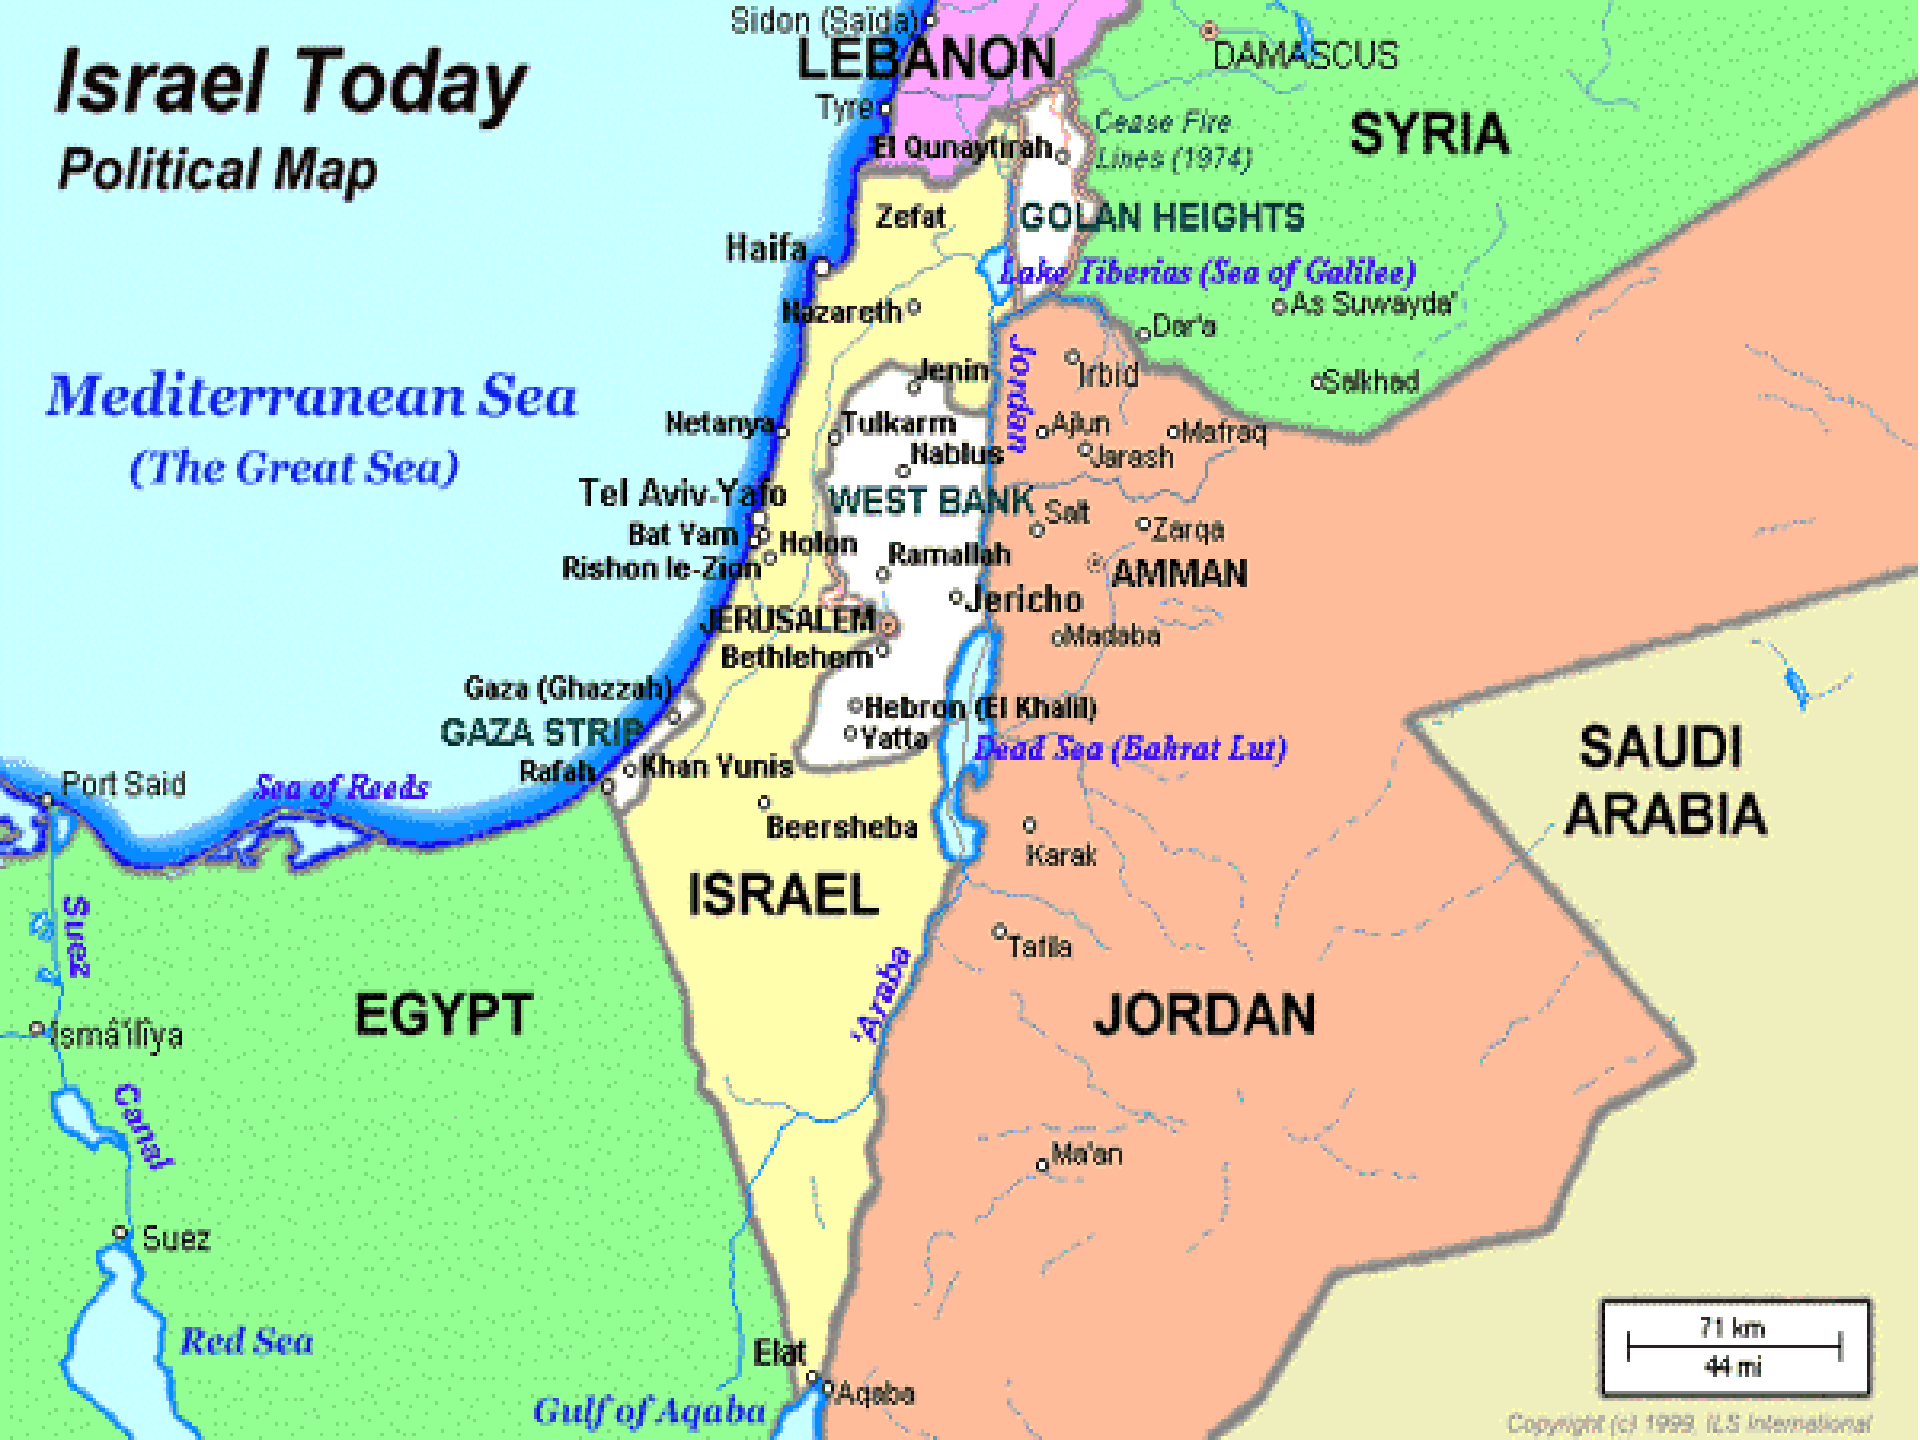 Israel Today
Political Map
Sidon (Saïda)
LEBANON
DAMASCUS
Tyre
Cease Fire
Lines (1974)
SYRIA
El Qunaytirah
Zefat
GOLAN HEIGHTS
Haifa
Lake Tiberias (Sea of Galilee)
As Suwayda'
Nazareth
Dar'a
Jordan
Irbid
Jenin
Salkhad
Mediterranean Sea
(The Great Sea)
Netanya
Tulkarm
Ajlun
Mafraq
Nablus
Jarash
Tel Aviv-Yafo
WEST BANK
Salt
Zarqa
Bat Yam
Holon
Ramallah
Rishon le-Zion
AMMAN
Jericho
JERUSALEM
Madaba
Bethlehem
Gaza (Ghazzah)
Hebron (El Khalil)
GAZA STRIP
Yatta
Dead Sea (Bahrat Lut)
SAUDI
ARABIA
Rafah
Khan Yunis
Port Said
Sea of Reeds
Beersheba
Karak
ISRAEL
Suez
Tafila
'Araba
EGYPT
JORDAN
Ismâ'ilîya
Canal
Ma'an
Suez
Red Sea
Elat
Aqaba
Gulf of Aqaba
71 km
44 mi
Copyright (c) 1999, ILS International